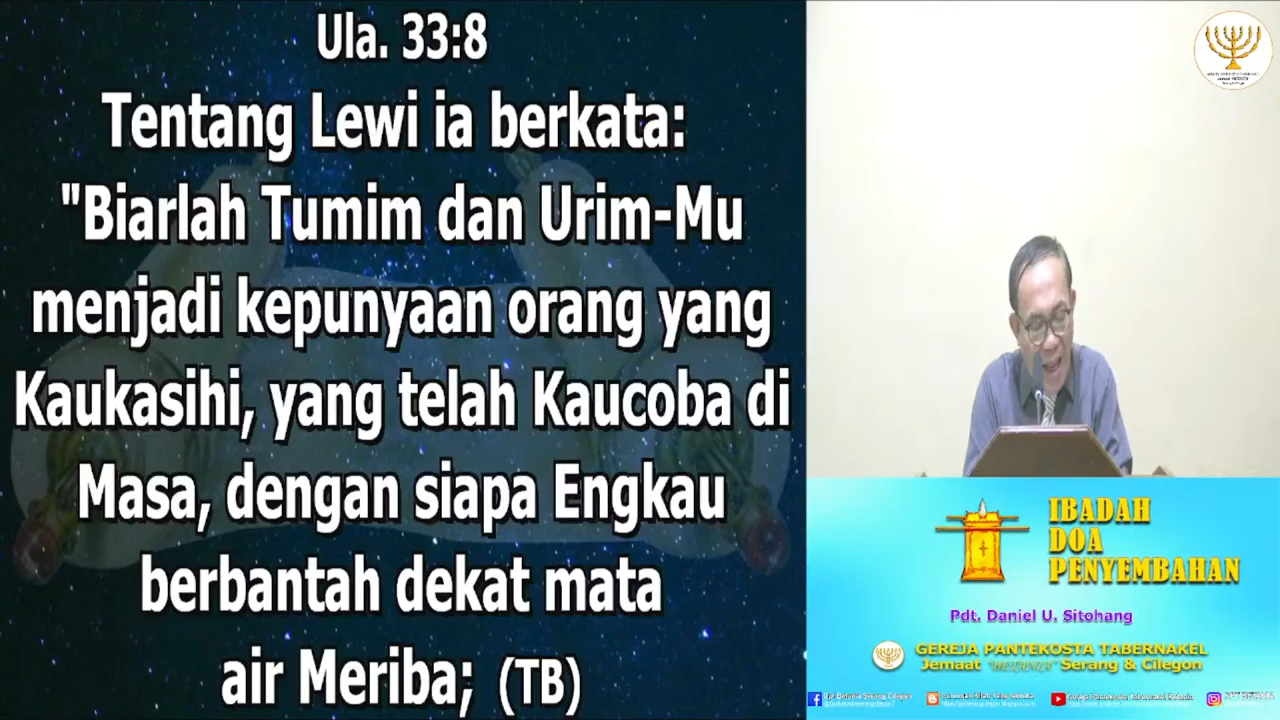 Ula. 33:8
Tentang Lewi ia berkata:
"Biarlah Tumim dan Urim-Mu
menjadi kepunyaan orang yang
Kaukasihi, yang telah Kaucoba di
Masa, dengan siapa Engkau
berbantah dekat mata
air Meriba; (TB)
IBADAH
DOA
PENYEMBAHAN
Pdt. Daniel U. Sitohang
GEREJA PANTEKOSTA TABERNAKEL
Jemaat "BETANIA" Serang & Cilegon